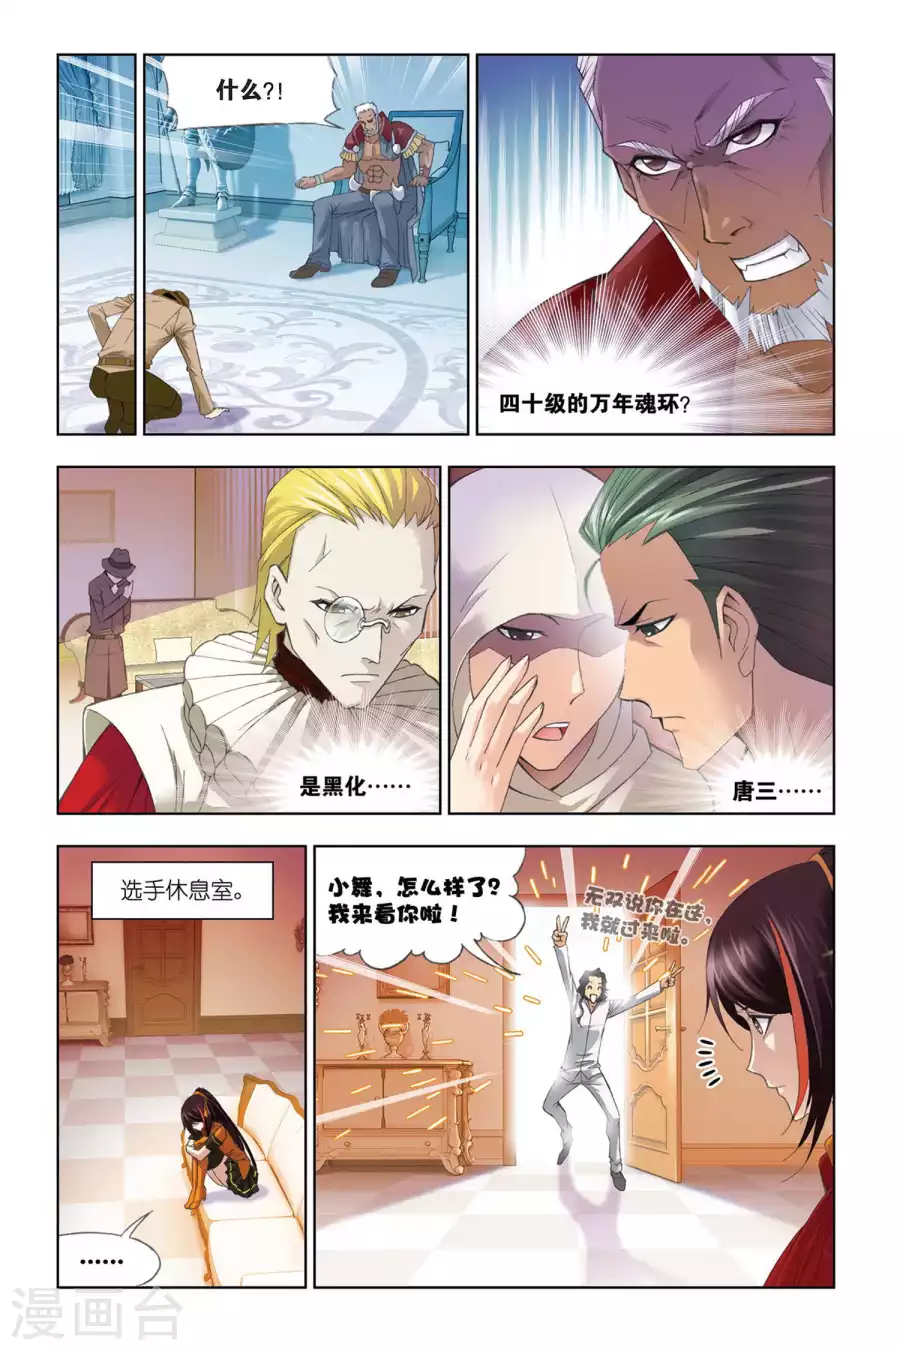 什么？！
四十级的万年魂环？
是黑化……
唐三……
选手休息室。
小舞，怎么样了？
我来看你啦！
无双说你在这，
我就过来啦。
……
漫画台